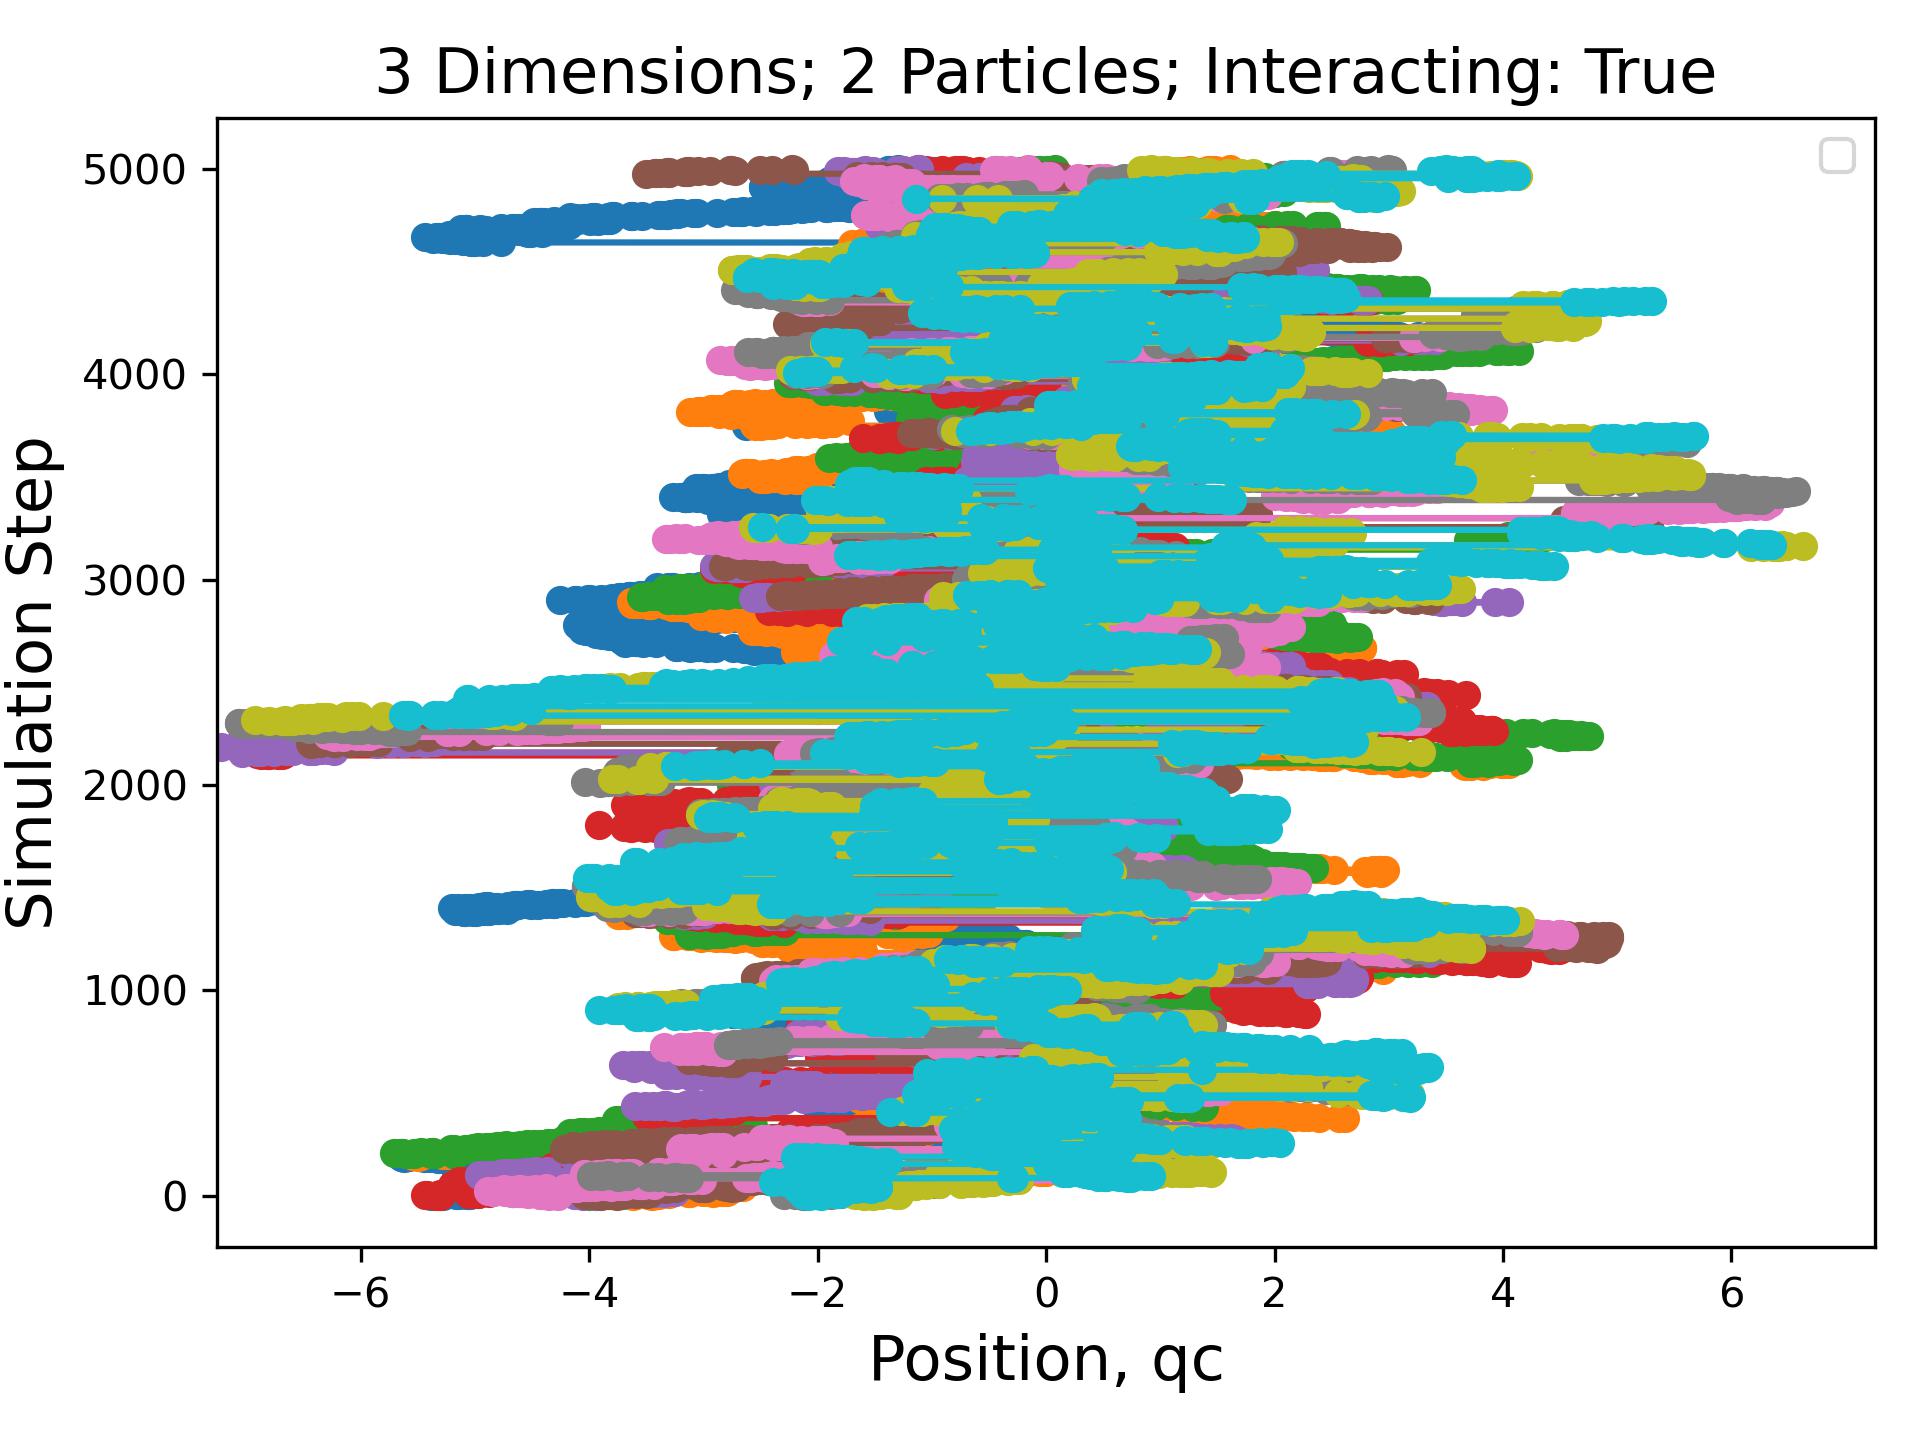 3 Dimensions; 2 Particles; Interacting: True
Simulation Step
5000
4000
3000
2000
1000
0
−6 −4 −2 0 2 4 6
Position, qc